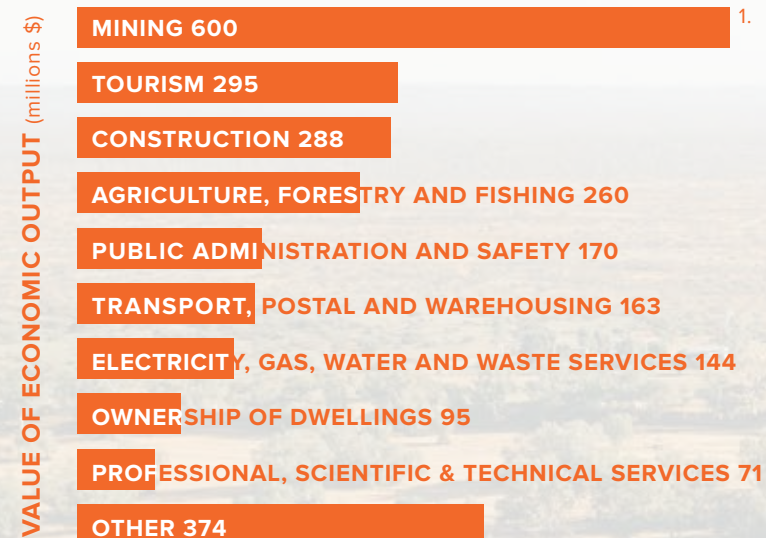 VALUE OF ECONOMIC OUTPUT (millions $)
MINING 600
1.
TOURISM 295
CONSTRUCTION 288
AGRICULTURE, FORESTRY AND FISHING 260
PUBLIC ADMINISTRATION AND SAFETY 170
TRANSPORT, POSTAL AND WAREHOUSING 163
ELECTRICITY, GAS, WATER AND WASTE SERVICES 144
OWNERSHIP OF DWELLINGS 95
PROFESSIONAL, SCIENTIFIC & TECHNICAL SERVICES 71
OTHER 374